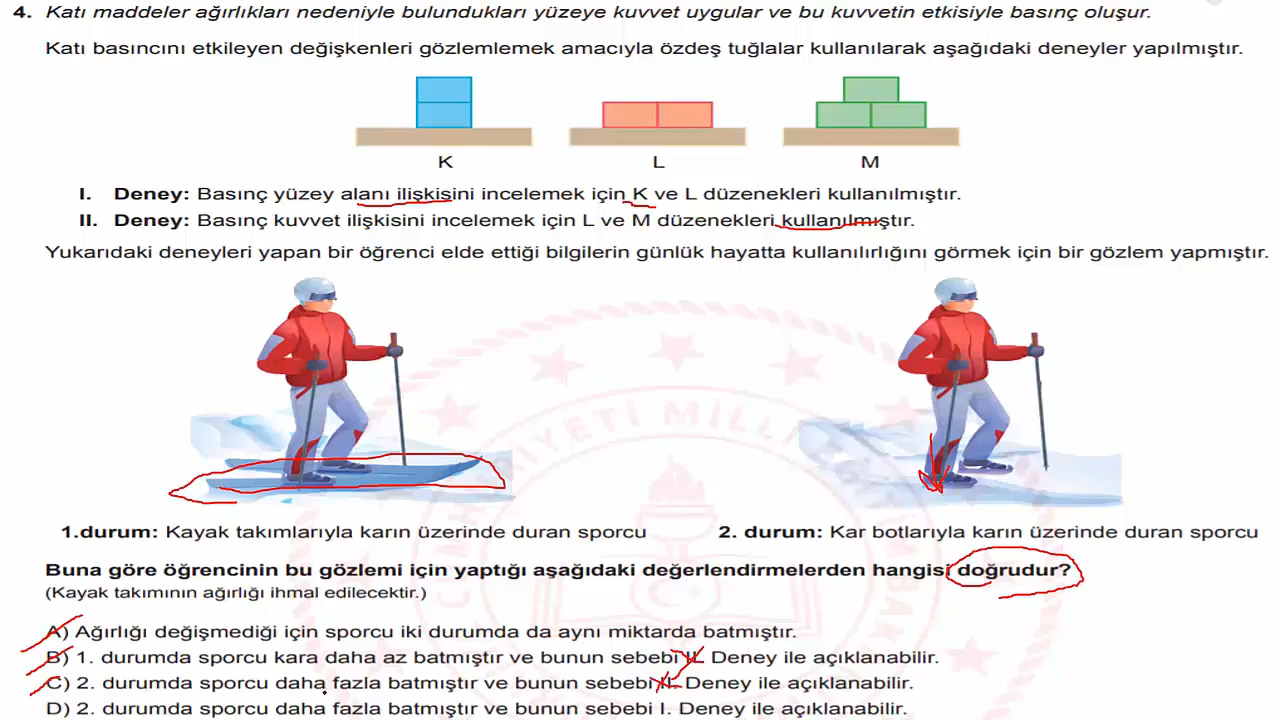 4. Katı maddeler ağırlıkları nedeniyle bulundukları yüzeye kuvvet uygular ve bu kuvvetin etkisiyle basınç oluşur.
Katı basıncını etkileyen değişkenleri gözlemlemek amacıyla özdeş tuğlalar kullanılarak aşağıdaki deneyler yapılmıştır.
K L M
I. Deney: Basınç yüzey alanı ilişkisini incelemek için K ve L düzenekleri kullanılmıştır.
II. Deney: Basınç kuvvet ilişkisini incelemek için L ve M düzenekleri kullanılmıştır.
Yukarıdaki deneyleri yapan bir öğrenci elde ettiği bilgilerin günlük hayatta kullanılırlığını görmek için bir gözlem yapmıştır.
1.durum: Kayak takımlarıyla karın üzerinde duran sporcu 2. durum: Kar botlarıyla karın üzerinde duran sporcu
Buna göre öğrencinin bu gözlemi için yaptığı aşağıdaki değerlendirmelerden hangisi doğrudur?
(Kayak takımının ağırlığı ihmal edilecektir.)
A) Ağırlığı değişmediği için sporcu iki durumda da aynı miktarda batmıştır.
B) 1. durumda sporcu kara daha az batmıştır ve bunun sebebi II. Deney ile açıklanabilir.
C) 2. durumda sporcu daha fazla batmıştır ve bunun sebebi II. Deney ile açıklanabilir.
D) 2. durumda sporcu daha fazla batmıştır ve bunun sebebi I. Deney ile açıklanabilir.